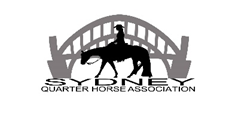 SYDNEY
QUARTER HORSE ASSOCIATION